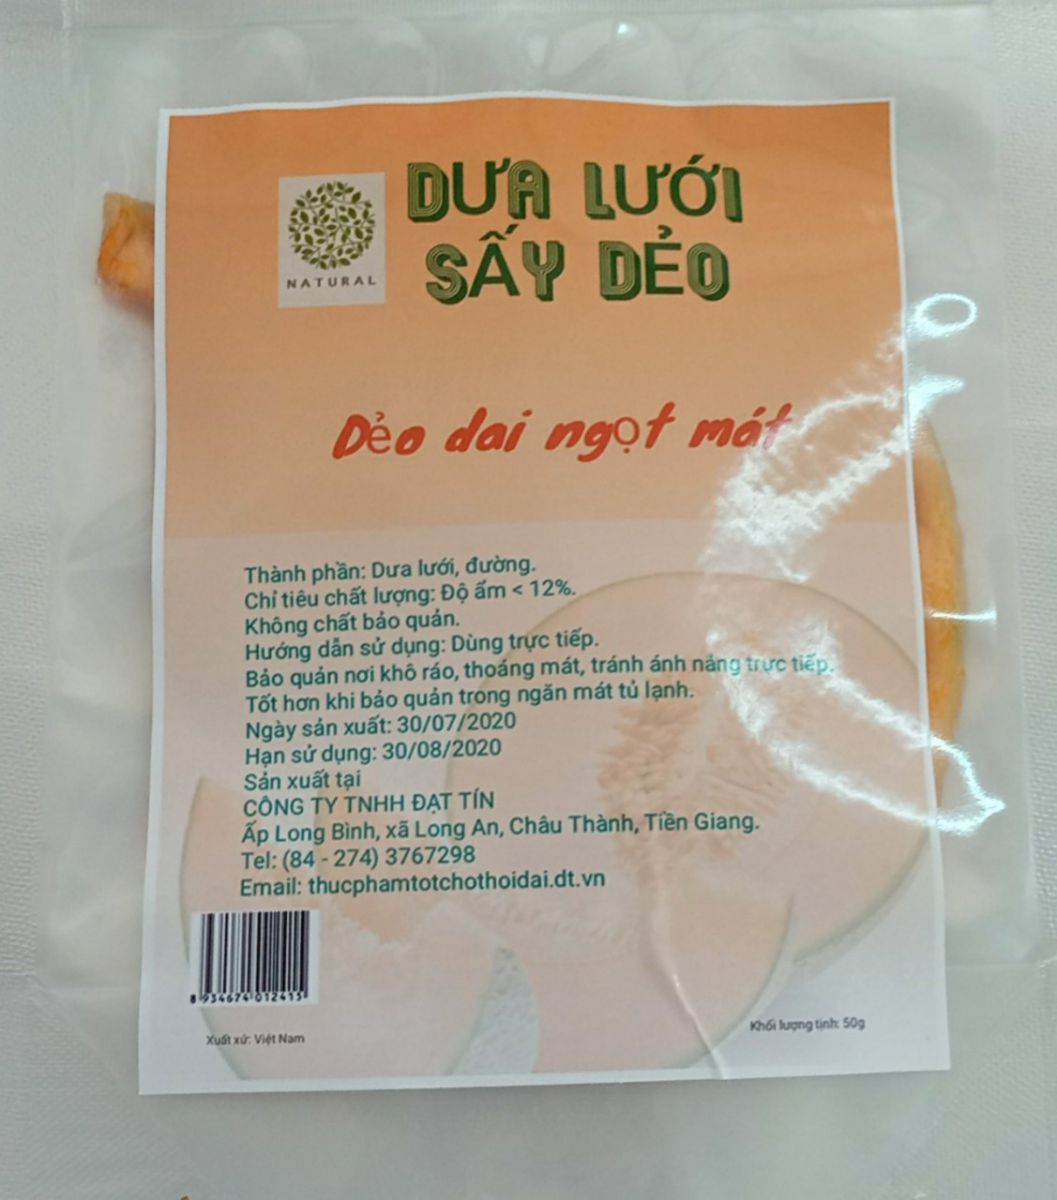 NATURAL
DƯA LƯỚI
SẤY DẺO
Dẻo dai ngọt mát
Thành phần: Dưa lưới, đường.
Chỉ tiêu chất lượng: Độ ẩm < 12%.
Không chất bảo quản.
Hướng dẫn sử dụng: Dùng trực tiếp.
Bảo quản nơi khô ráo, thoáng mát, tránh ánh nắng trực tiếp.
Tốt hơn khi bảo quản trong ngăn mát tủ lạnh.
Ngày sản xuất: 30/07/2020
Hạn sử dụng: 30/08/2020
Sản xuất tại
CÔNG TY TNHH ĐẠT TÍN
Ấp Long Bình, xã Long An, Châu Thành, Tiền Giang.
Tel: (84 - 274) 3767298
Email: thucphamtotchothoidai.dt.vn
8 934674 012415
Xuất xứ: Việt Nam
Khối lượng tịnh: 50g